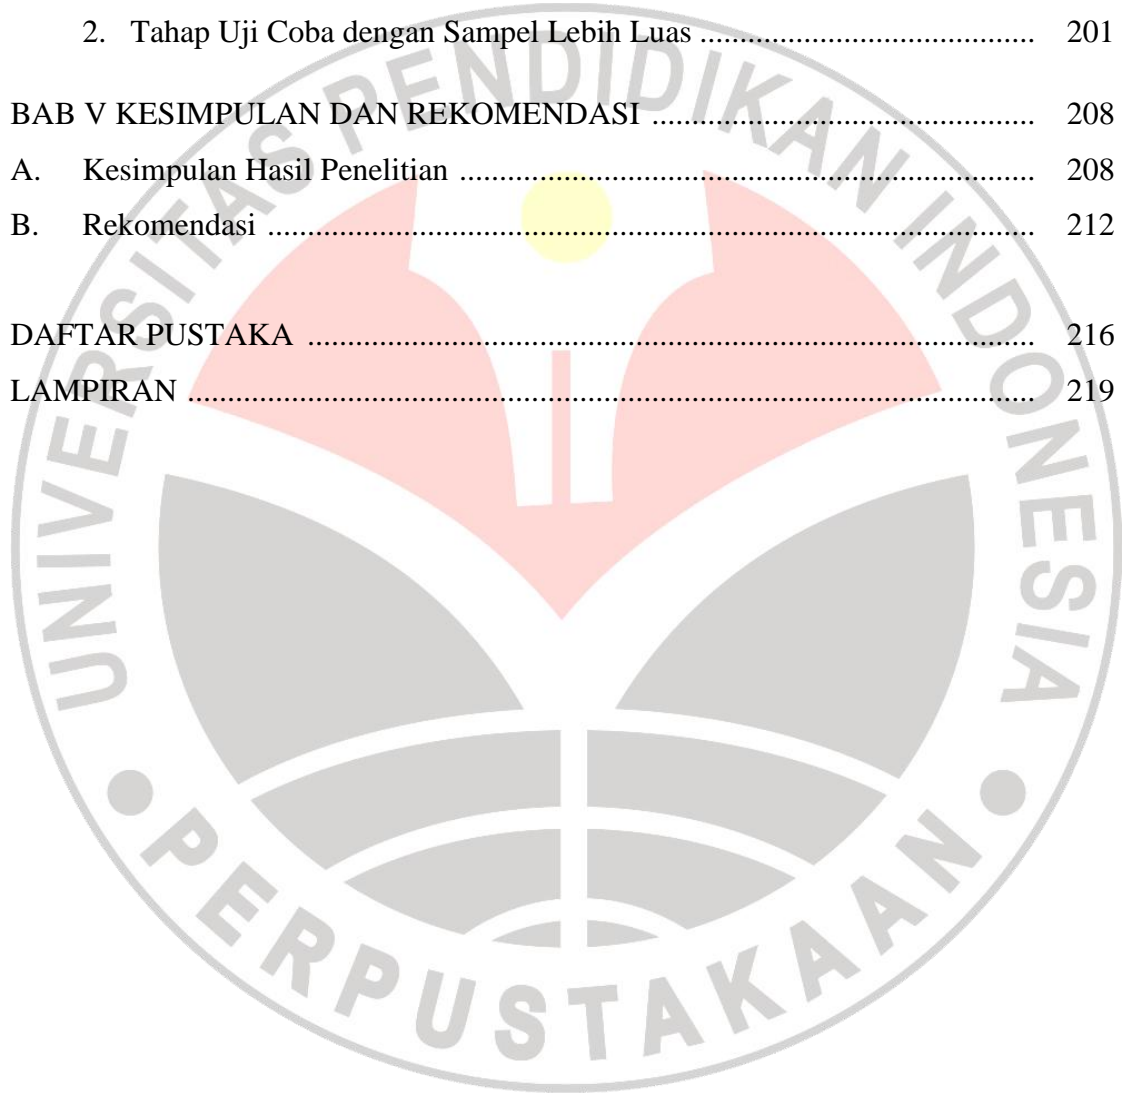 2. Tahap Uji Coba dengan Sampel Lebih Luas .......................................... 201
BAB V KESIMPULAN DAN REKOMENDASI ................................................ 208
A. Kesimpulan Hasil Penelitian ........................................................................ 208
B. Rekomendasi ................................................................................................ 212
DAFTAR PUSTAKA ........................................................................................... 216
LAMPIRAN .......................................................................................................... 219
UNIVERSITAS PENDIDIKAN INDONESIA
PERPUSTAKAAN